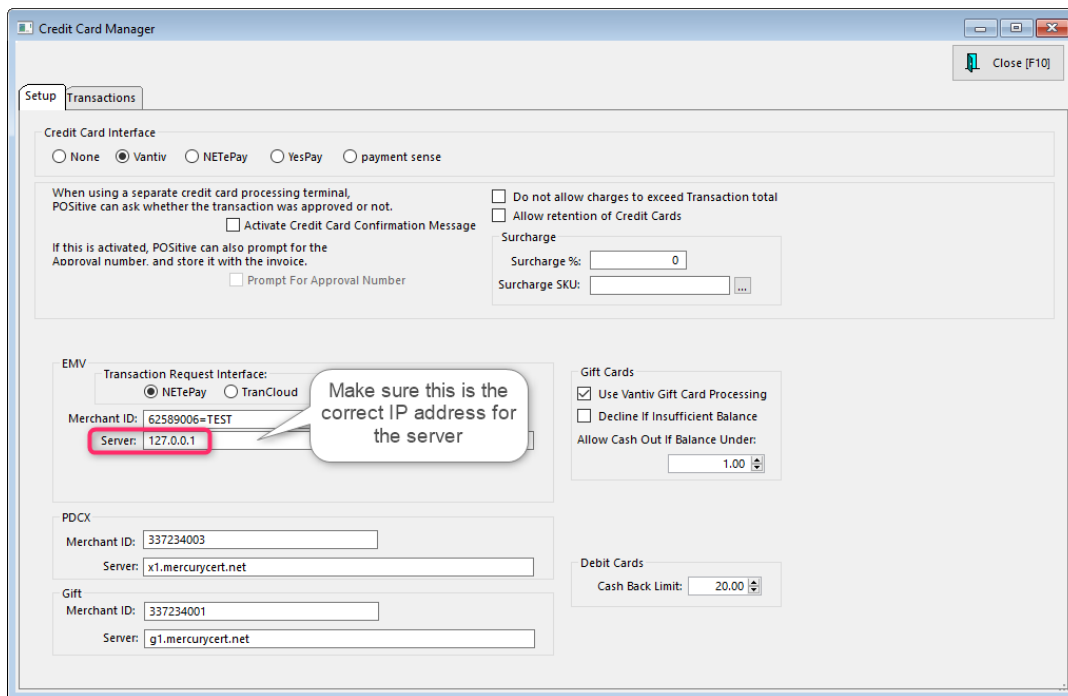 Credit Card Manager
Close [F10]
Setup
Transactions
Credit Card Interface
None
Vantiv
NETePay
YesPay
payment sense
When using a separate credit card processing terminal,
POSitive can ask whether the transaction was approved or not.
Activate Credit Card Confirmation Message
If this is activated, POSitive can also prompt for the
Approval number, and store it with the invoice.
Prompt For Approval Number
Do not allow charges to exceed Transaction total
Allow retention of Credit Cards
Surcharge
Surcharge %: 0
Surcharge SKU:
...
EMV
Transaction Request Interface:
NETePay
TranCloud
Merchant ID: 62589006=TEST
Server: 127.0.0.1
Make sure this is the
correct IP address for
the server
Gift Cards
Use Vantiv Gift Card Processing
Decline If Insufficient Balance
Allow Cash Out If Balance Under:
1.00
PDCX
Merchant ID: 337234003
Server: x1.mercurycert.net
Gift
Merchant ID: 337234001
Server: g1.mercurycert.net
Debit Cards
Cash Back Limit: 20.00